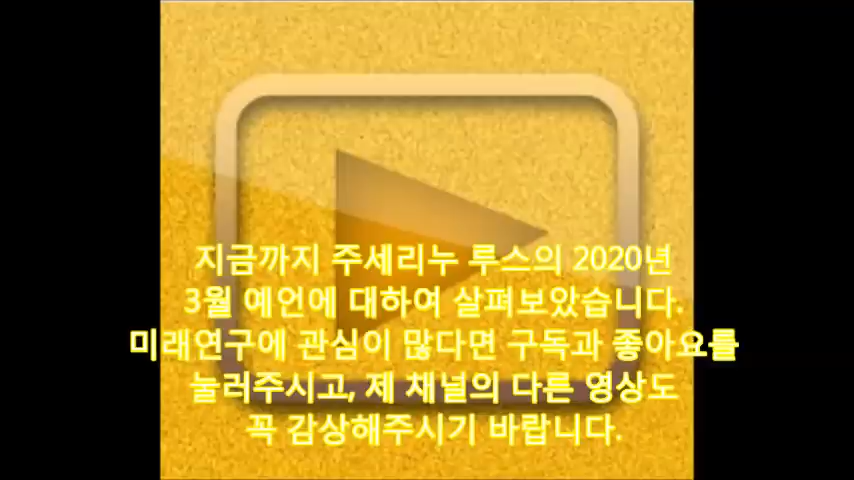 지금까지 주세리누 루스의 2020년
3월 예언에 대하여 살펴보았습니다.
미래연구에 관심이 많다면 구독과 좋아요를
눌러주시고, 제 채널의 다른 영상도
꼭 감상해주시기 바랍니다.